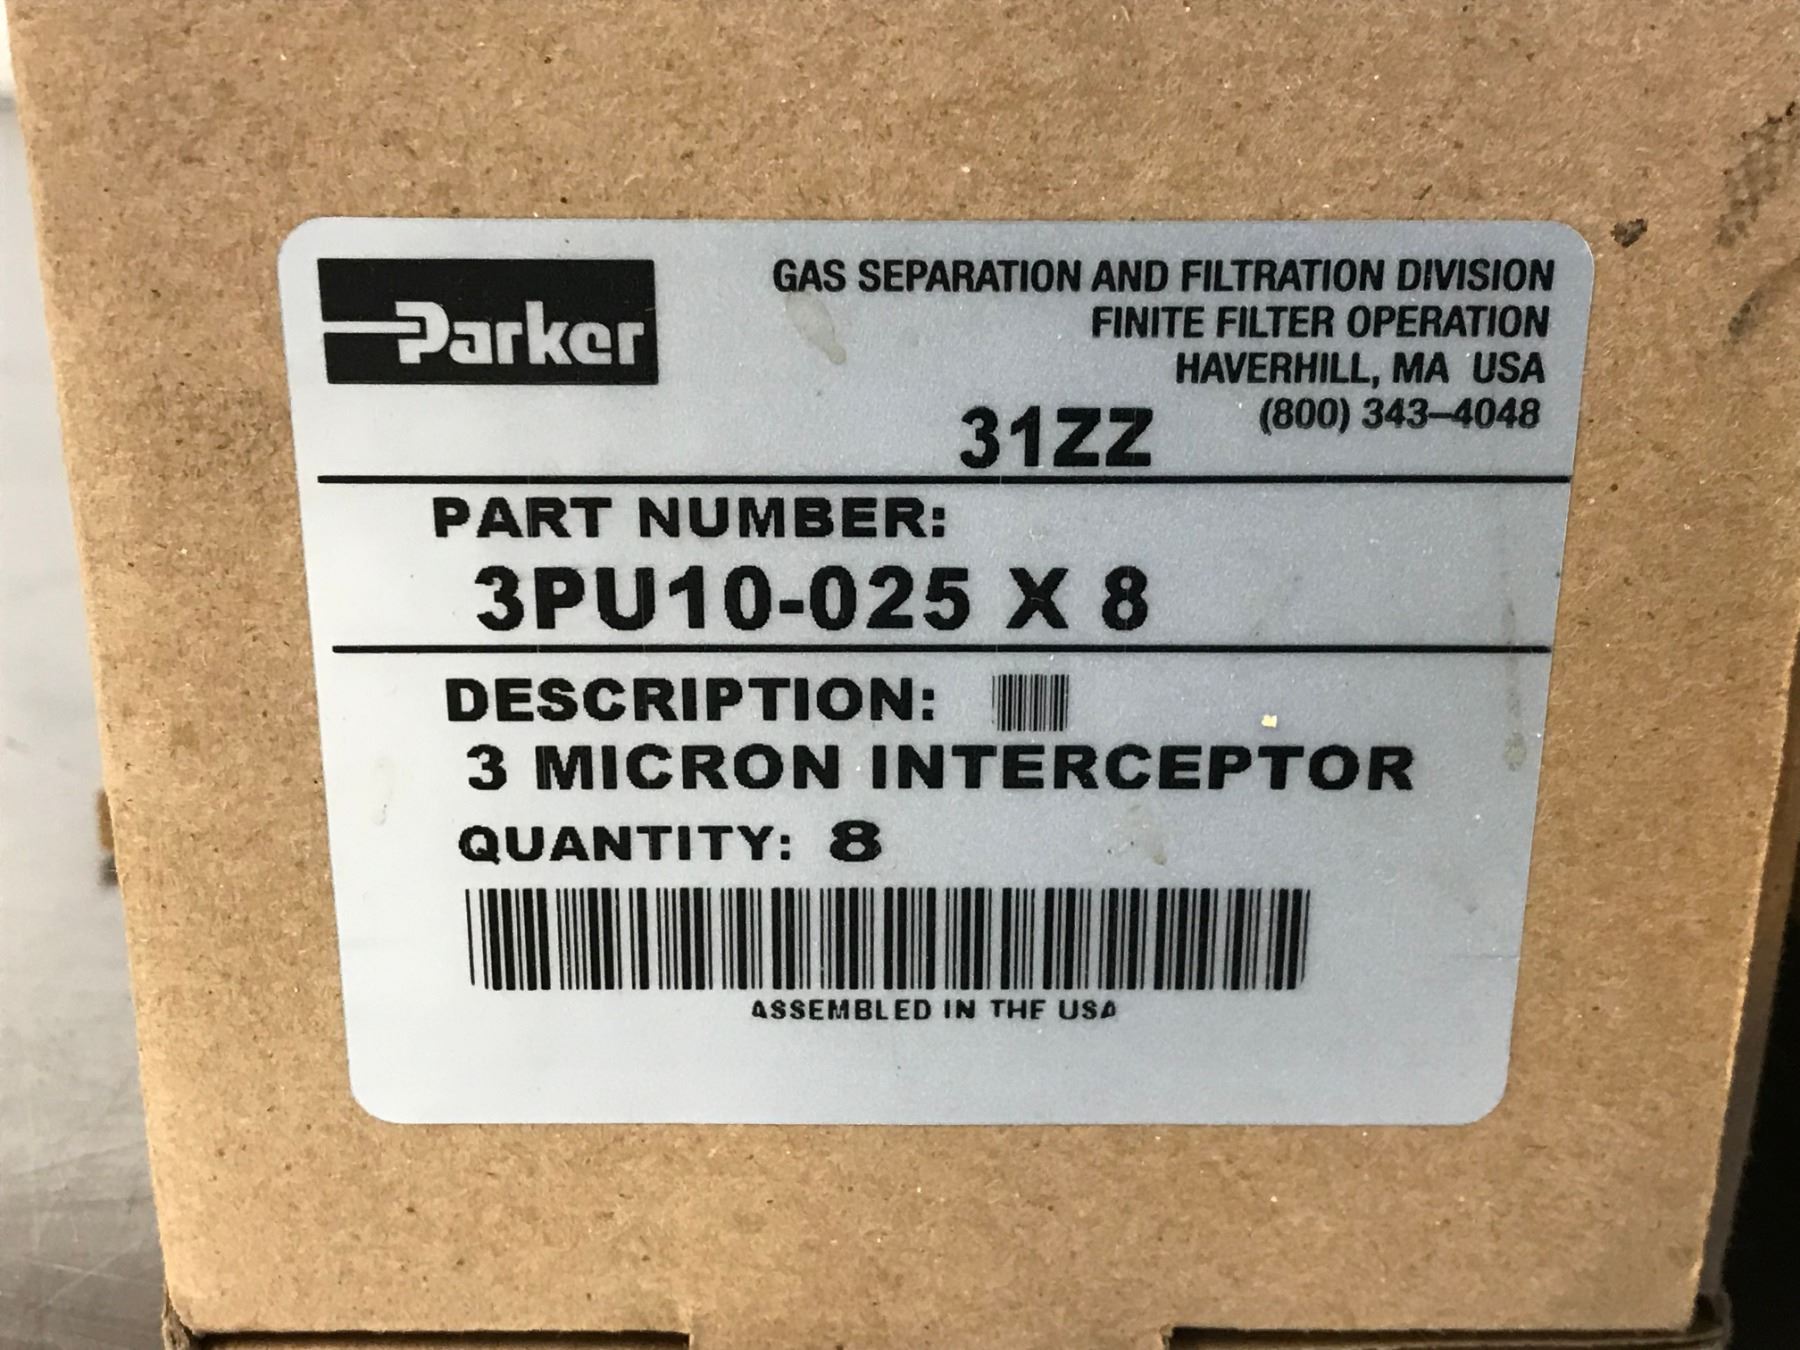 Parker
GAS SEPARATION AND FILTRATION DIVISION
FINITE FILTER OPERATION
HAVERHILL, MA USA
(800) 343-4048
31ZZ
PART NUMBER:
3PU10-025 X 8
DESCRIPTION:
3 MICRON INTERCEPTOR
QUANTITY: 8
ASSEMBLED IN THE USA